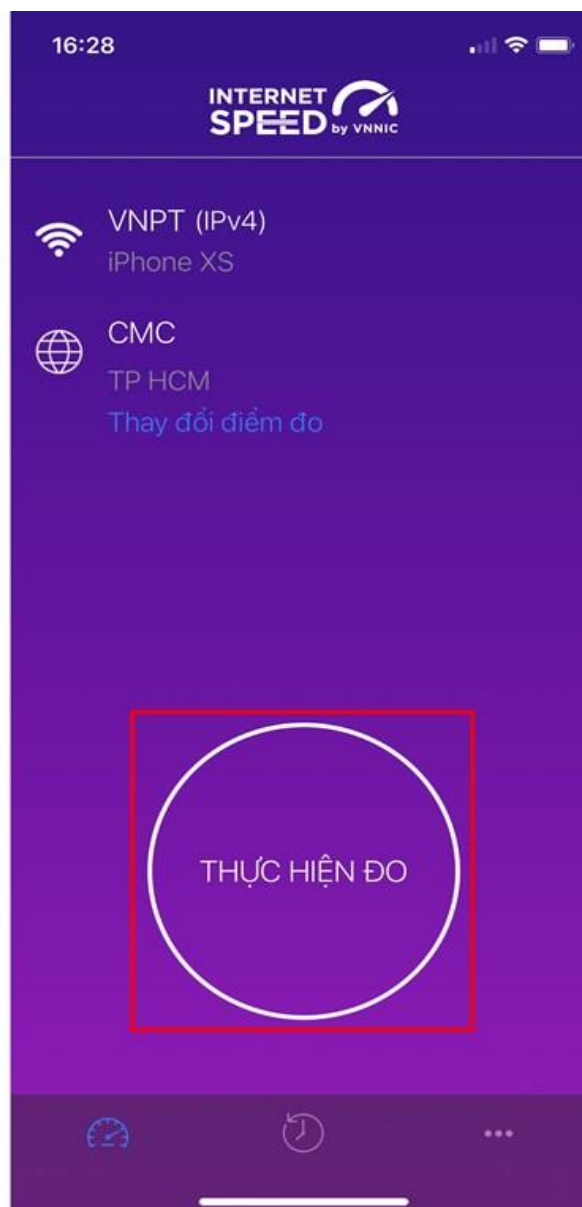 16:28
INTERNET
SPEED by VNNIC
VNPT (IPv4)
iPhone XS
CMC
TP HCM
Thay đổi điểm đo
THỰC HIỆN ĐO